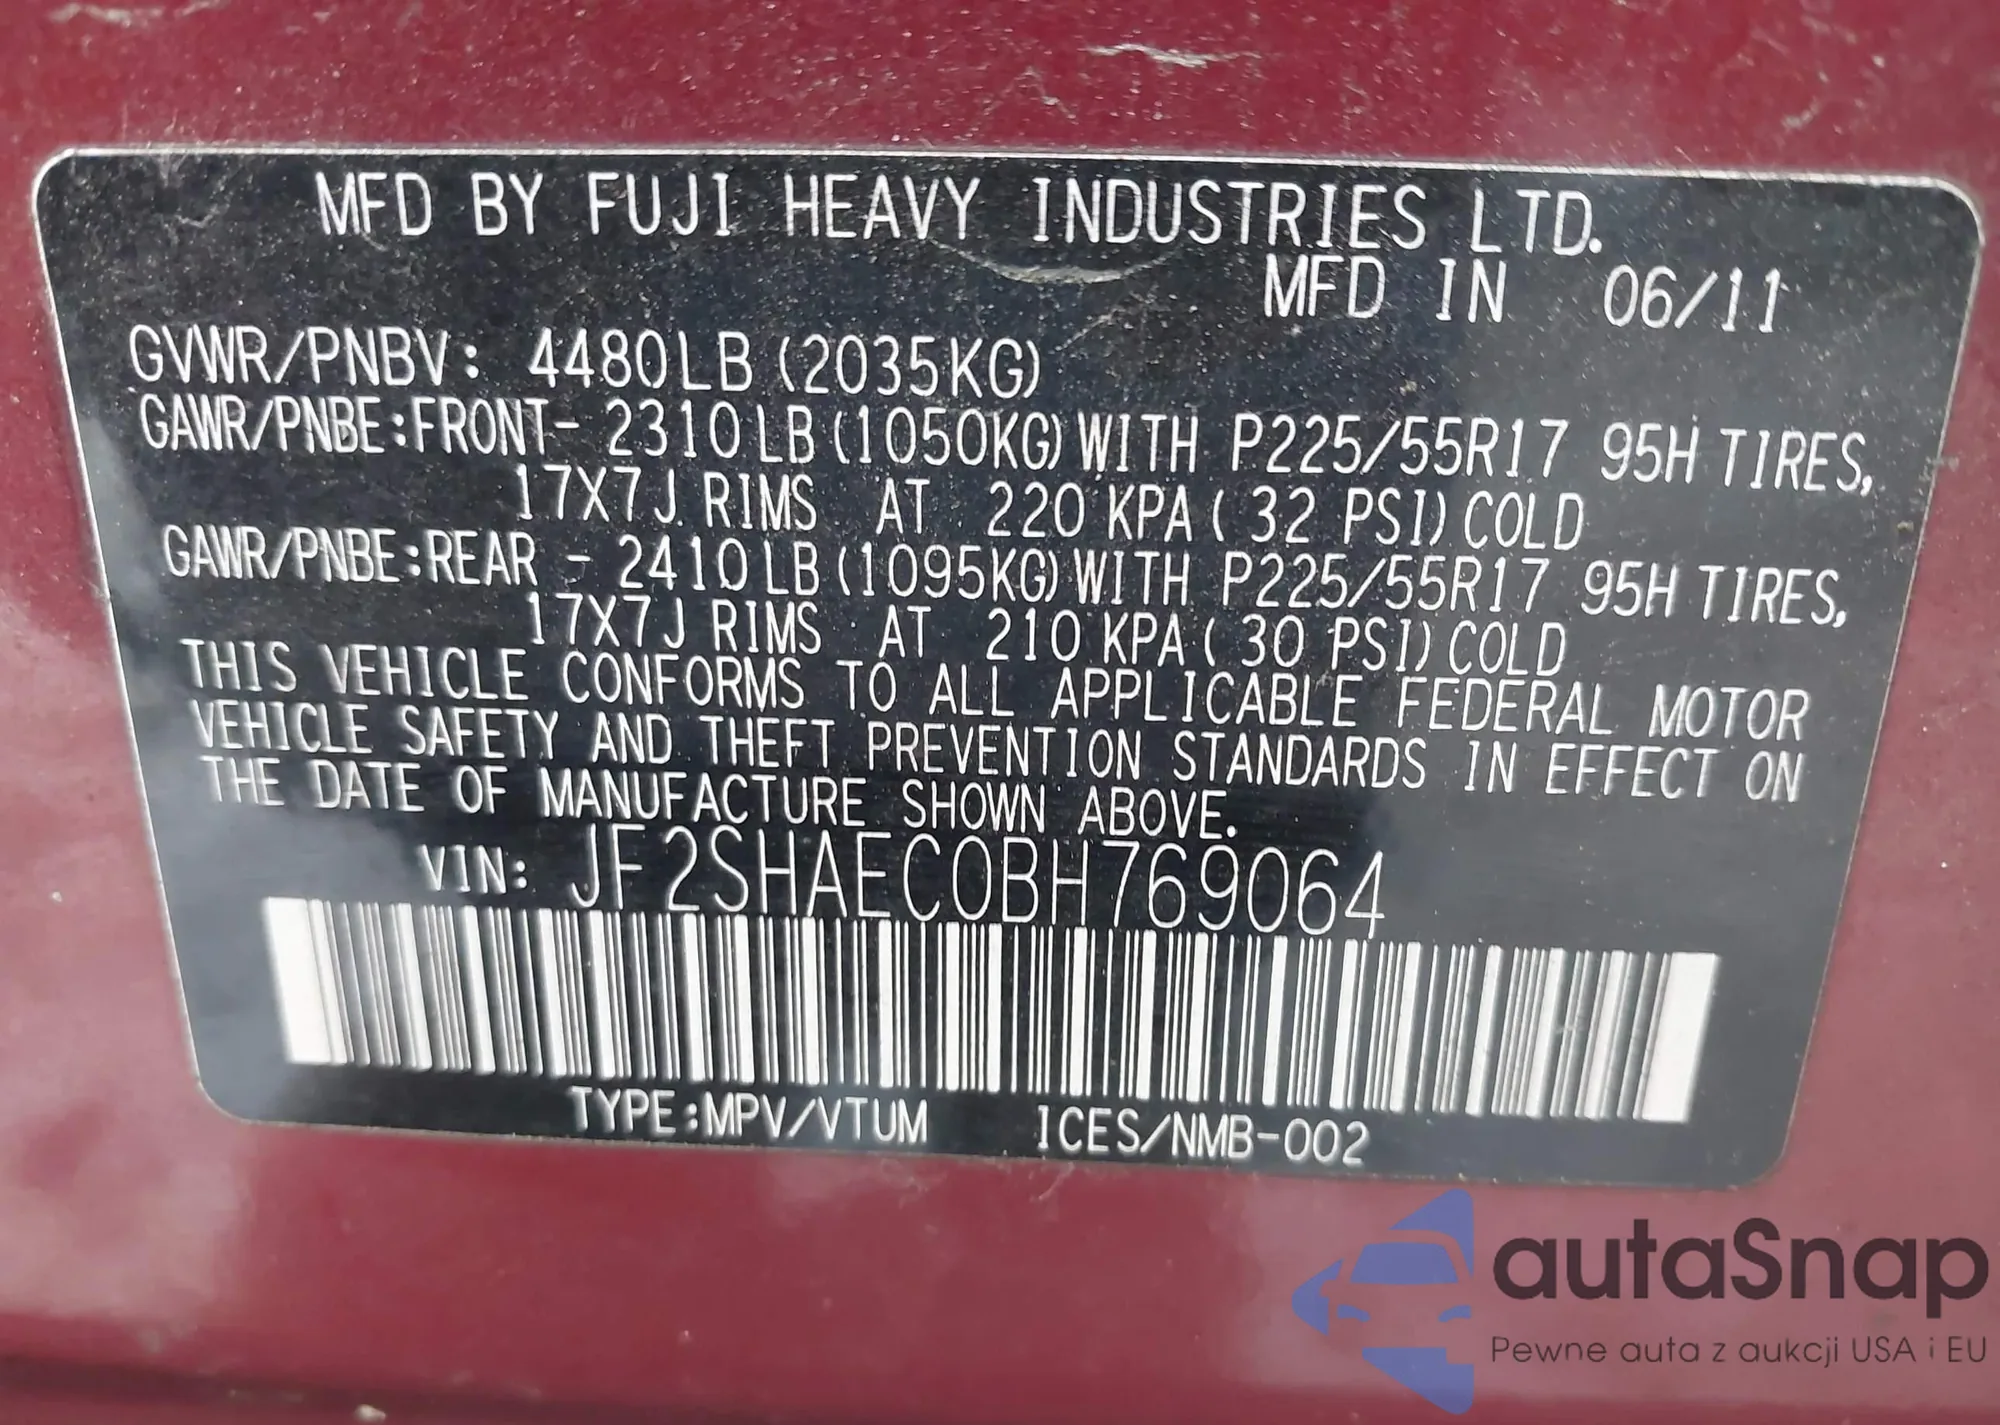 MFD BY FUJI HEAVY INDUSTRIES LTD.
MFD IN 06/11
GVWR/PNBV: 4480LB (2035KG)
GAWR/PNBE:FRONT- 2310LB(1050KG)WITH P225/55R17 95H TIRES,
17X7J RIMS AT 220 KPA ( 32 PSI) COLD
GAWR/PNBE:REAR - 2410LB(1095KG)WITH P225/55R17 95H TIRES,
17X7J RIMS AT 210 KPA ( 30 PSI) COLD
THIS VEHICLE CONFORMS TO ALL APPLICABLE FEDERAL MOTOR
VEHICLE SAFETY AND THEFT PREVENTION STANDARDS IN EFFECT ON
THE DATE OF MANUFACTURE SHOWN ABOVE.
VIN: JF2SHAEC0BH769064
TYPE:MPV/VTUM ICES/NMB-002
autaSnap
Pewne auta z aukcji USA i EU